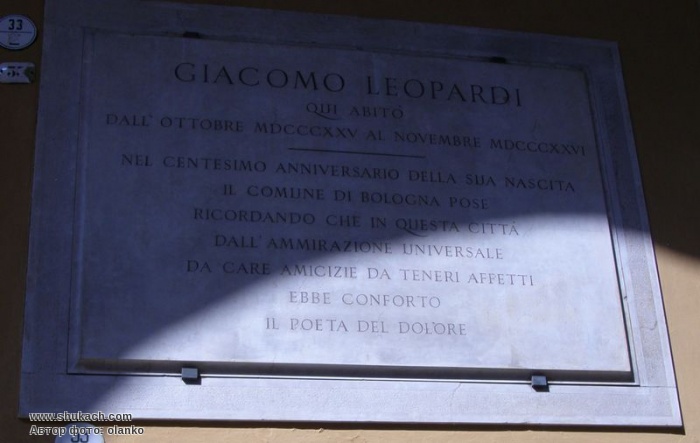 33
33
GIACOMO LEOPARDI
QUI ABITÒ
DALL' OTTOBRE MDCCCXXV AL NOVEMBRE MDCCCXXVI
NEL CENTESIMO ANNIVERSARIO DELLA SUA NASCITA
IL COMUNE DI BOLOGNA POSE
RICORDANDO CHE IN QUESTA CITTÀ
DALL' AMMIRAZIONE UNIVERSALE
DA CARE AMICIZIE DA TENERI AFFETTI
EBBE CONFORTO
IL POETA DEL DOLORE
www.shukach.com
Автор фото: olanko
33